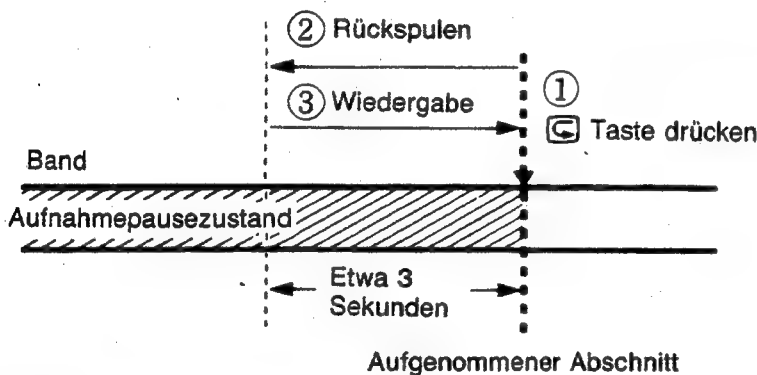 ② Rückspulen
③ Wiedergabe
①
Taste drücken
Band
Aufnahmepausezustand
Etwa 3
Sekunden
Aufgenommener Abschnitt